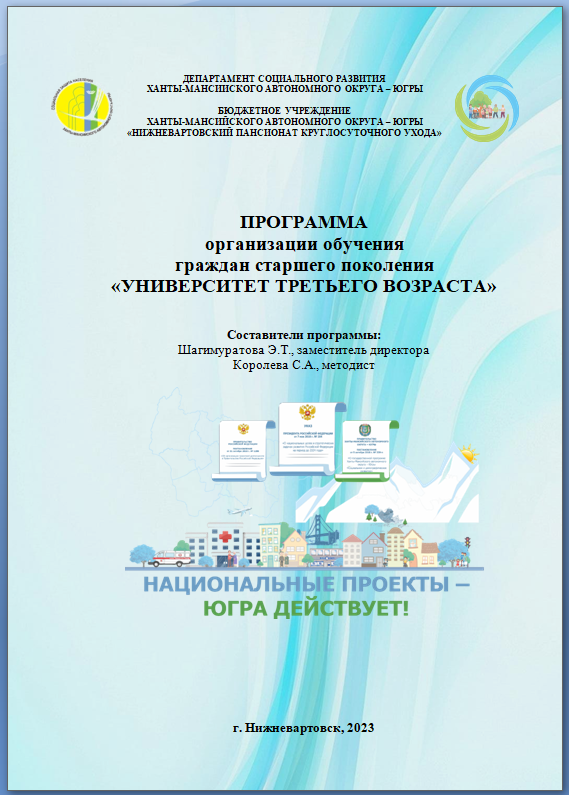 ДЕПАРТАМЕНТ СОЦИАЛЬНОГО РАЗВИТИЯ
ХАНТЫ-МАНСИЙСКОГО АВТОНОМНОГО ОКРУГА – ЮГРЫ
БЮДЖЕТНОЕ УЧРЕЖДЕНИЕ
ХАНТЫ-МАНСИЙСКОГО АВТОНОМНОГО ОКРУГА – ЮГРЫ
«НИЖНЕВАРТОВСКИЙ ПАНСИОНАТ КРУГЛОСУТОЧНОГО УХОДА»
ПРОГРАММА
организации обучения
граждан старшего поколения
«УНИВЕРСИТЕТ ТРЕТЬЕГО ВОЗРАСТА»
Составители программы:
Шагимуратова Э.Т., заместитель директора
Королева С.А., методист
НАЦИОНАЛЬНЫЕ ПРОЕКТЫ –
ЮГРА ДЕЙСТВУЕТ!
г. Нижневартовск, 2023